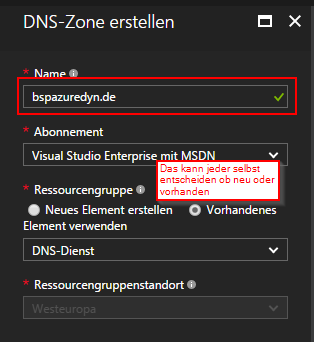 DNS-Zone erstellen
* Name
bspazuredyn.de
* Abonnement
Visual Studio Enterprise mit MSDN
Das kann jeder selbst
entscheiden ob neu oder
vorhanden
* Ressourcengruppe
Neues Element erstellen
Vorhandenes
Element verwenden
DNS-Dienst
* Ressourcengruppenstandort
Westeuropa